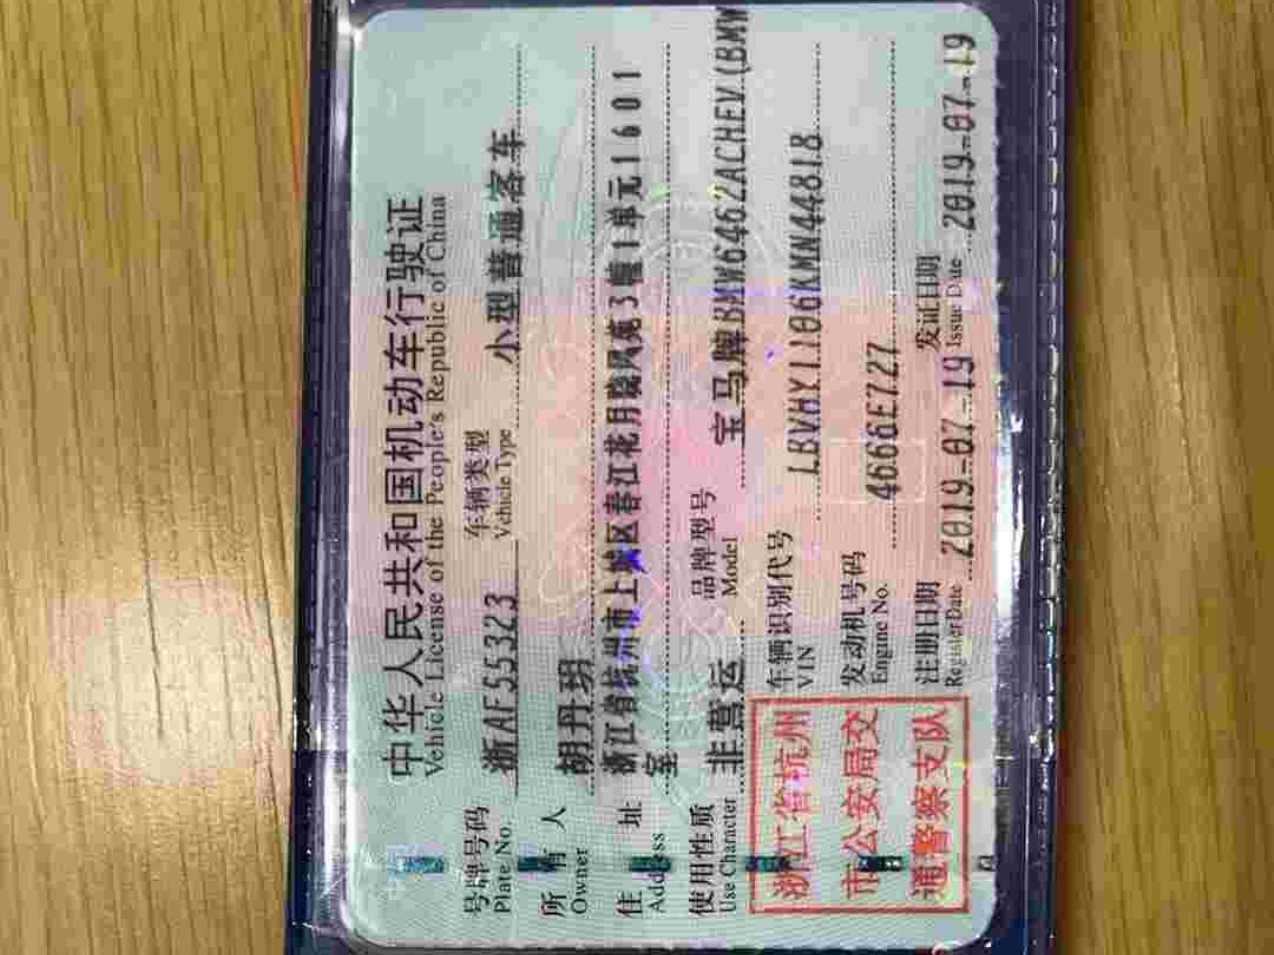 中华人民共和国机动车行驶证
Vehicle License of the People's Republic of China
号牌号码 浙AF55323 车辆类型 小型普通客车
Plate No. Vehicle Type
所有人 胡丹玥
Owner
住址 浙江省杭州市上城区春江花月晓风苑3幢1单元1601
Address 室
使用性质 非营运 品牌型号 宝马牌BMW6462ACHEV(BMW
Use Character Model
浙江省杭州
市公安局交
通警察支队
车辆识别代号 LBVHY1106KMN44818
VIN
发动机号码 4666E727
Engine No.
注册日期 2019-07-19 发证日期 2019-07-19
Register Date Issue Date